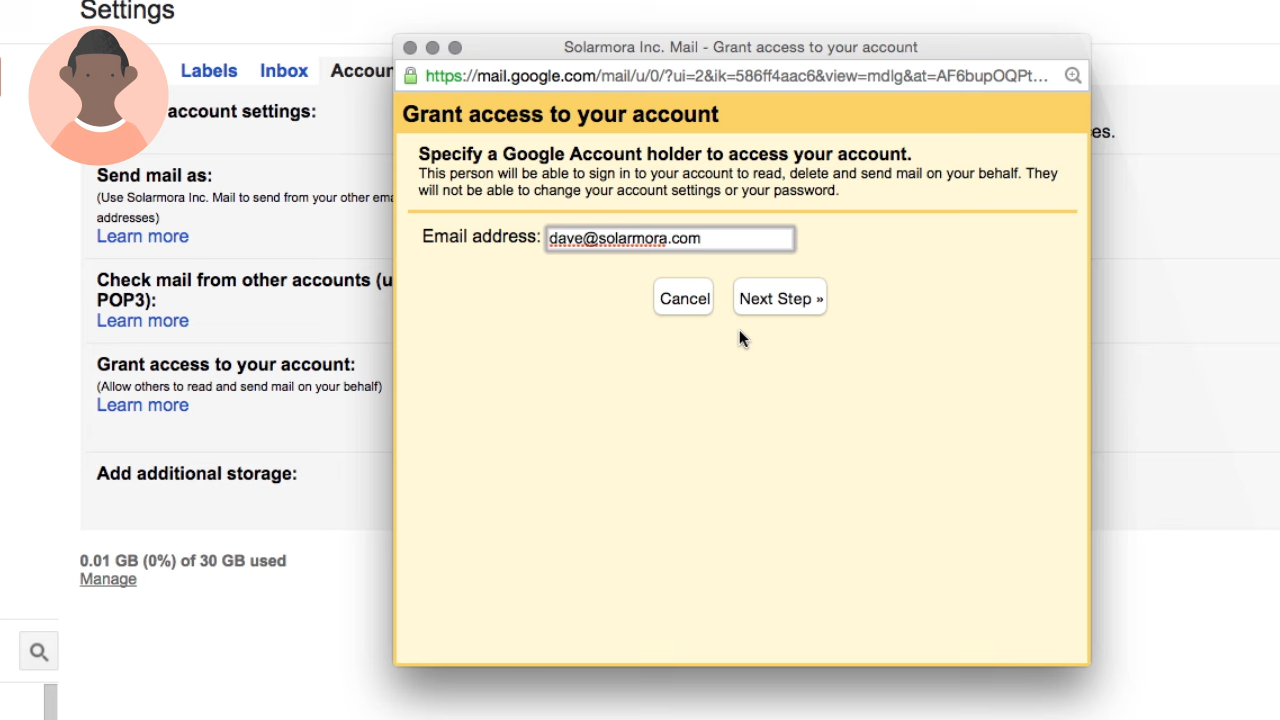 Settings
Labels Inbox Accoun
account settings:
es.
Send mail as:
(Use Solarmora Inc. Mail to send from your other ema
addresses)
Learn more
Check mail from other accounts (u
POP3):
Learn more
Grant access to your account:
(Allow others to read and send mail on your behalf)
Learn more
Add additional storage:
0.01 GB (0%) of 30 GB used
Manage
Solarmora Inc. Mail - Grant access to your account
https://mail.google.com/mail/u/0/?ui=2&ik=586ff4aac6&view=mdlg&at=AF6bupOQPt...
Grant access to your account
Specify a Google Account holder to access your account.
This person will be able to sign in to your account to read, delete and send mail on your behalf. They
will not be able to change your account settings or your password.
Email address: dave@solarmora.com
Cancel Next Step »